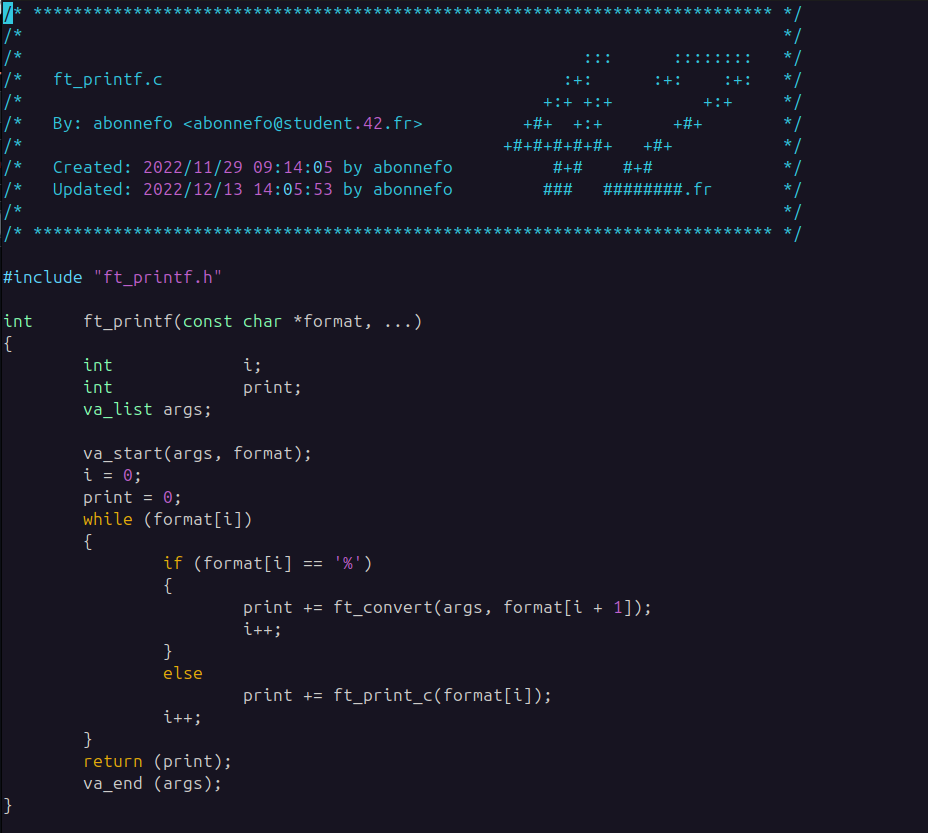 /* ************************************************************************** */
/*                                                                            */
/*                                                        :::      ::::::::   */
/*   ft_printf.c                                        :+:      :+:    :+:   */
/*                                                    +:+ +:+         +:+     */
/*   By: abonnefo <abonnefo@student.42.fr>          +#+  +:+       +#+        */
/*                                                +#+#+#+#+#+   +#+           */
/*   Created: 2022/11/29 09:14:05 by abonnefo          #+#    #+#             */
/*   Updated: 2022/12/13 14:05:53 by abonnefo         ###   ########.fr       */
/*                                                                            */
/* ************************************************************************** */

#include "ft_printf.h"

int     ft_printf(const char *format, ...)
{
        int             i;
        int             print;
        va_list args;

        va_start(args, format);
        i = 0;
        print = 0;
        while (format[i])
        {
                if (format[i] == '%')
                {
                        print += ft_convert(args, format[i + 1]);
                        i++;
                }
                else
                        print += ft_print_c(format[i]);
                i++;
        }
        return (print);
        va_end (args);
}